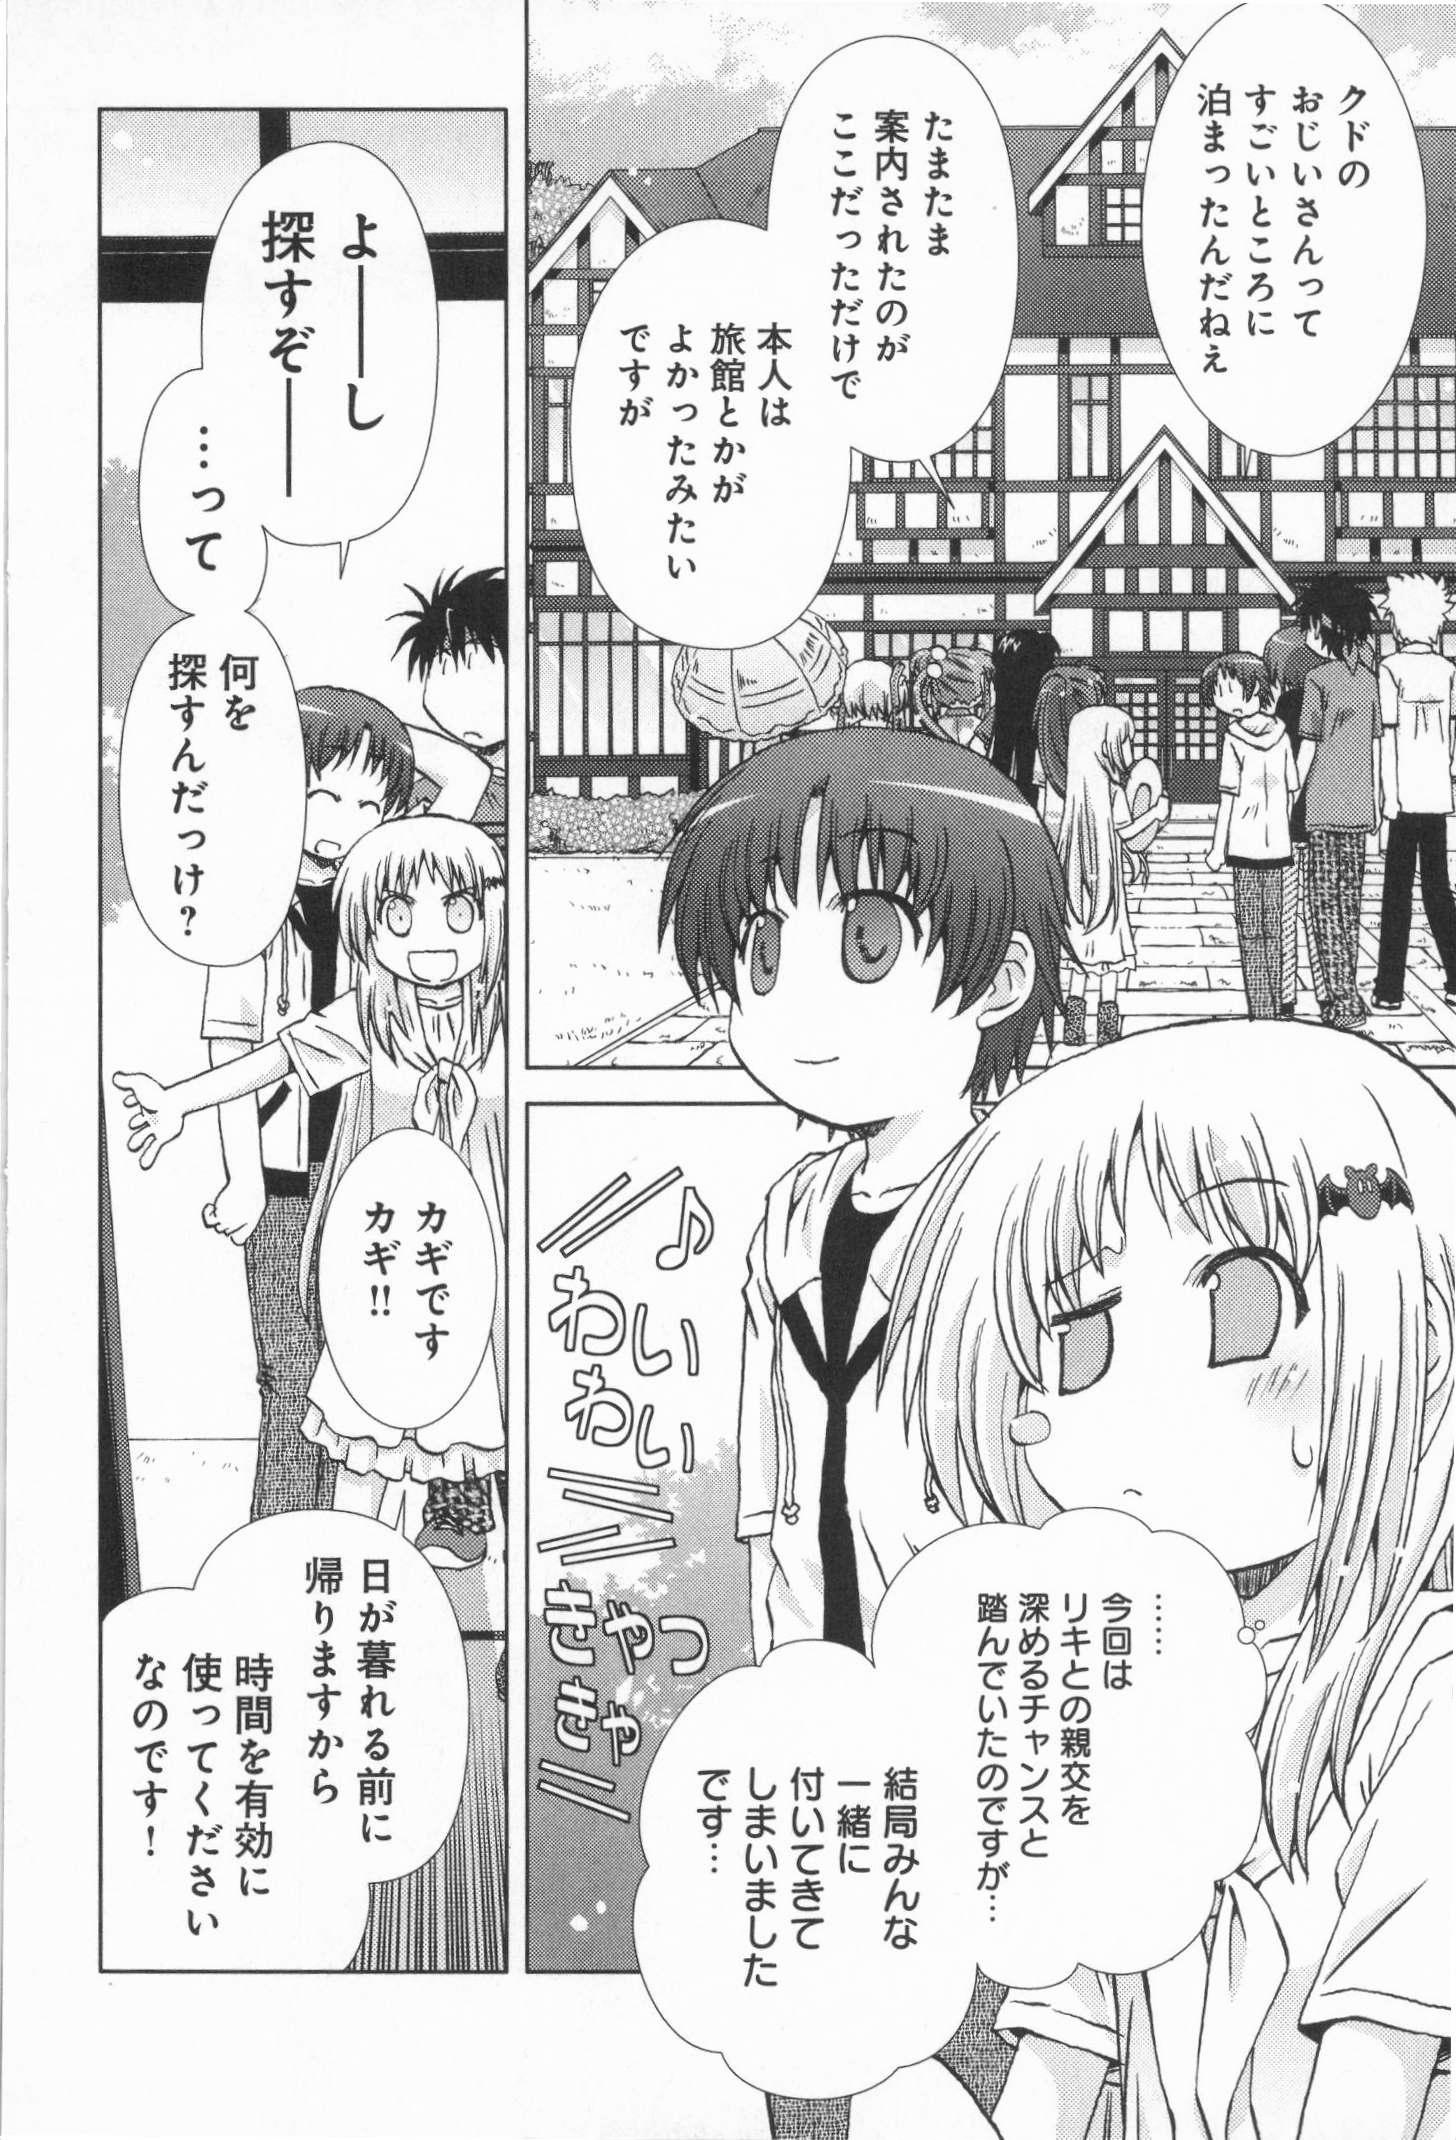 クドの
おじいさんって
すごいところに
泊まったんだねぇ
たまたま
案内されたのが
ここだっただけで
本人は
旅館とかが
よかったみたい
ですが
♪
わいわい
わいわい
きゃっ
きゃっ
……
今回は
リキとの親交を
深めるチャンスと
踏んでいたのですが…
結局みんな
一緒に
付いてきて
しまいました
です…
よーーし
探すぞーー
…って
何を
探すんだっけ?
カギです
カギ!!
日が暮れる前に
帰りますから
時間を有効に
使ってください
なのです!